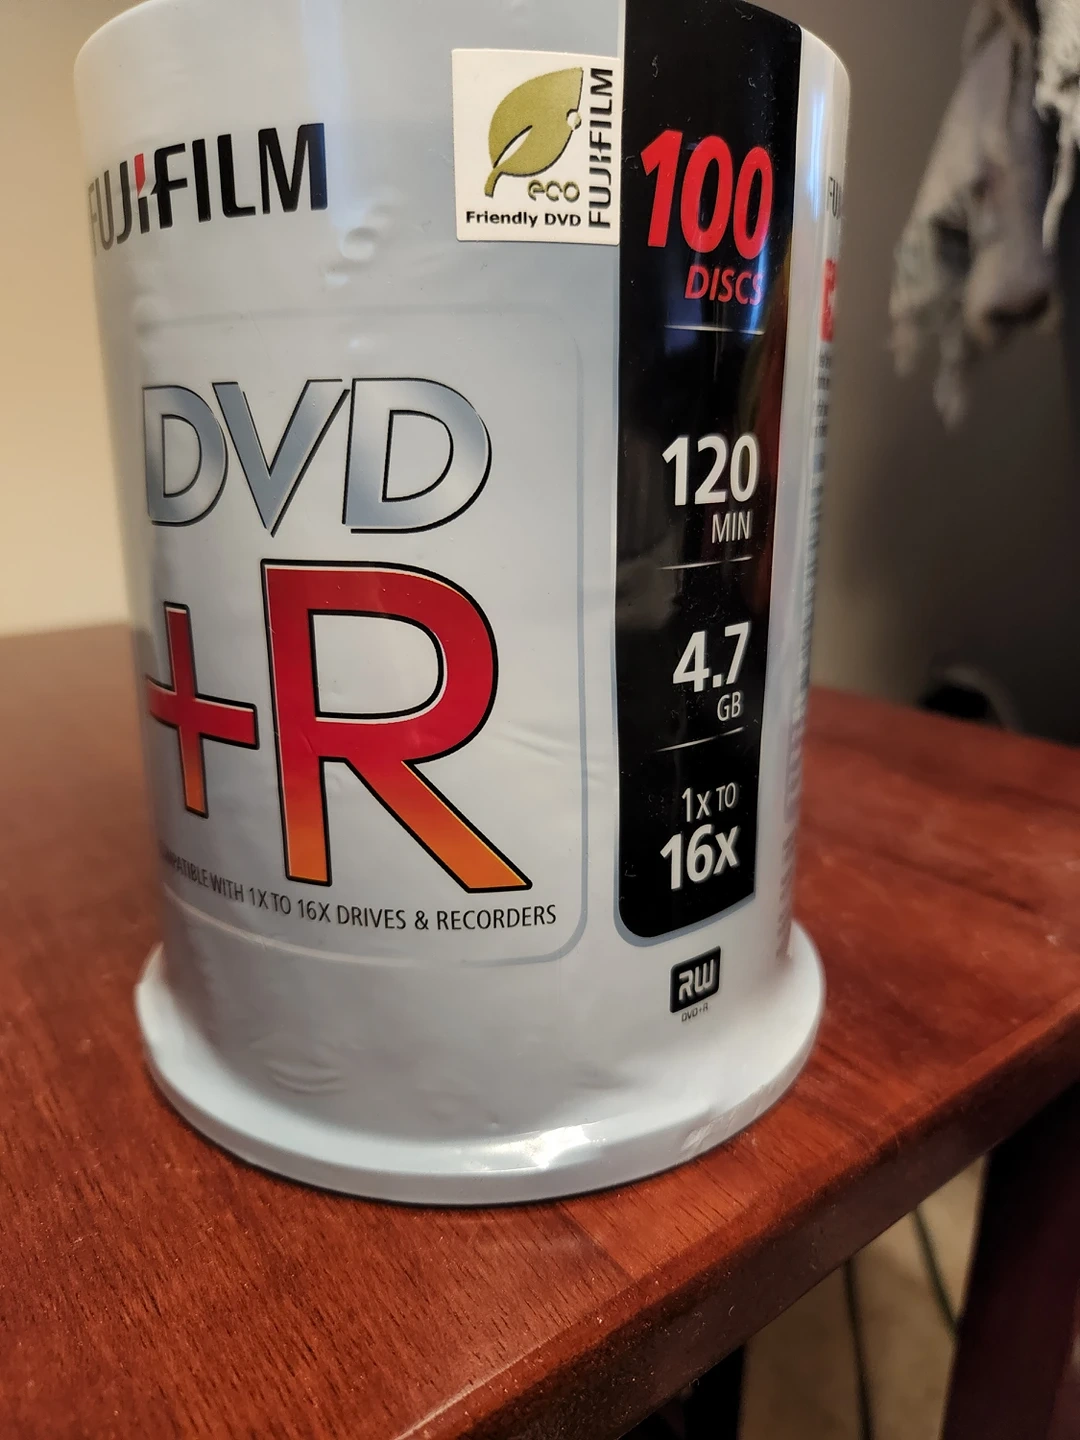 FUJIFILM
eco
Friendly DVD
FUJIFILM
100
DISCS
DVD
+R
WITH 1X TO 16X DRIVES & RECORDERS
120
MIN
4.7
GB
1X TO
16X
RW
DVD+R